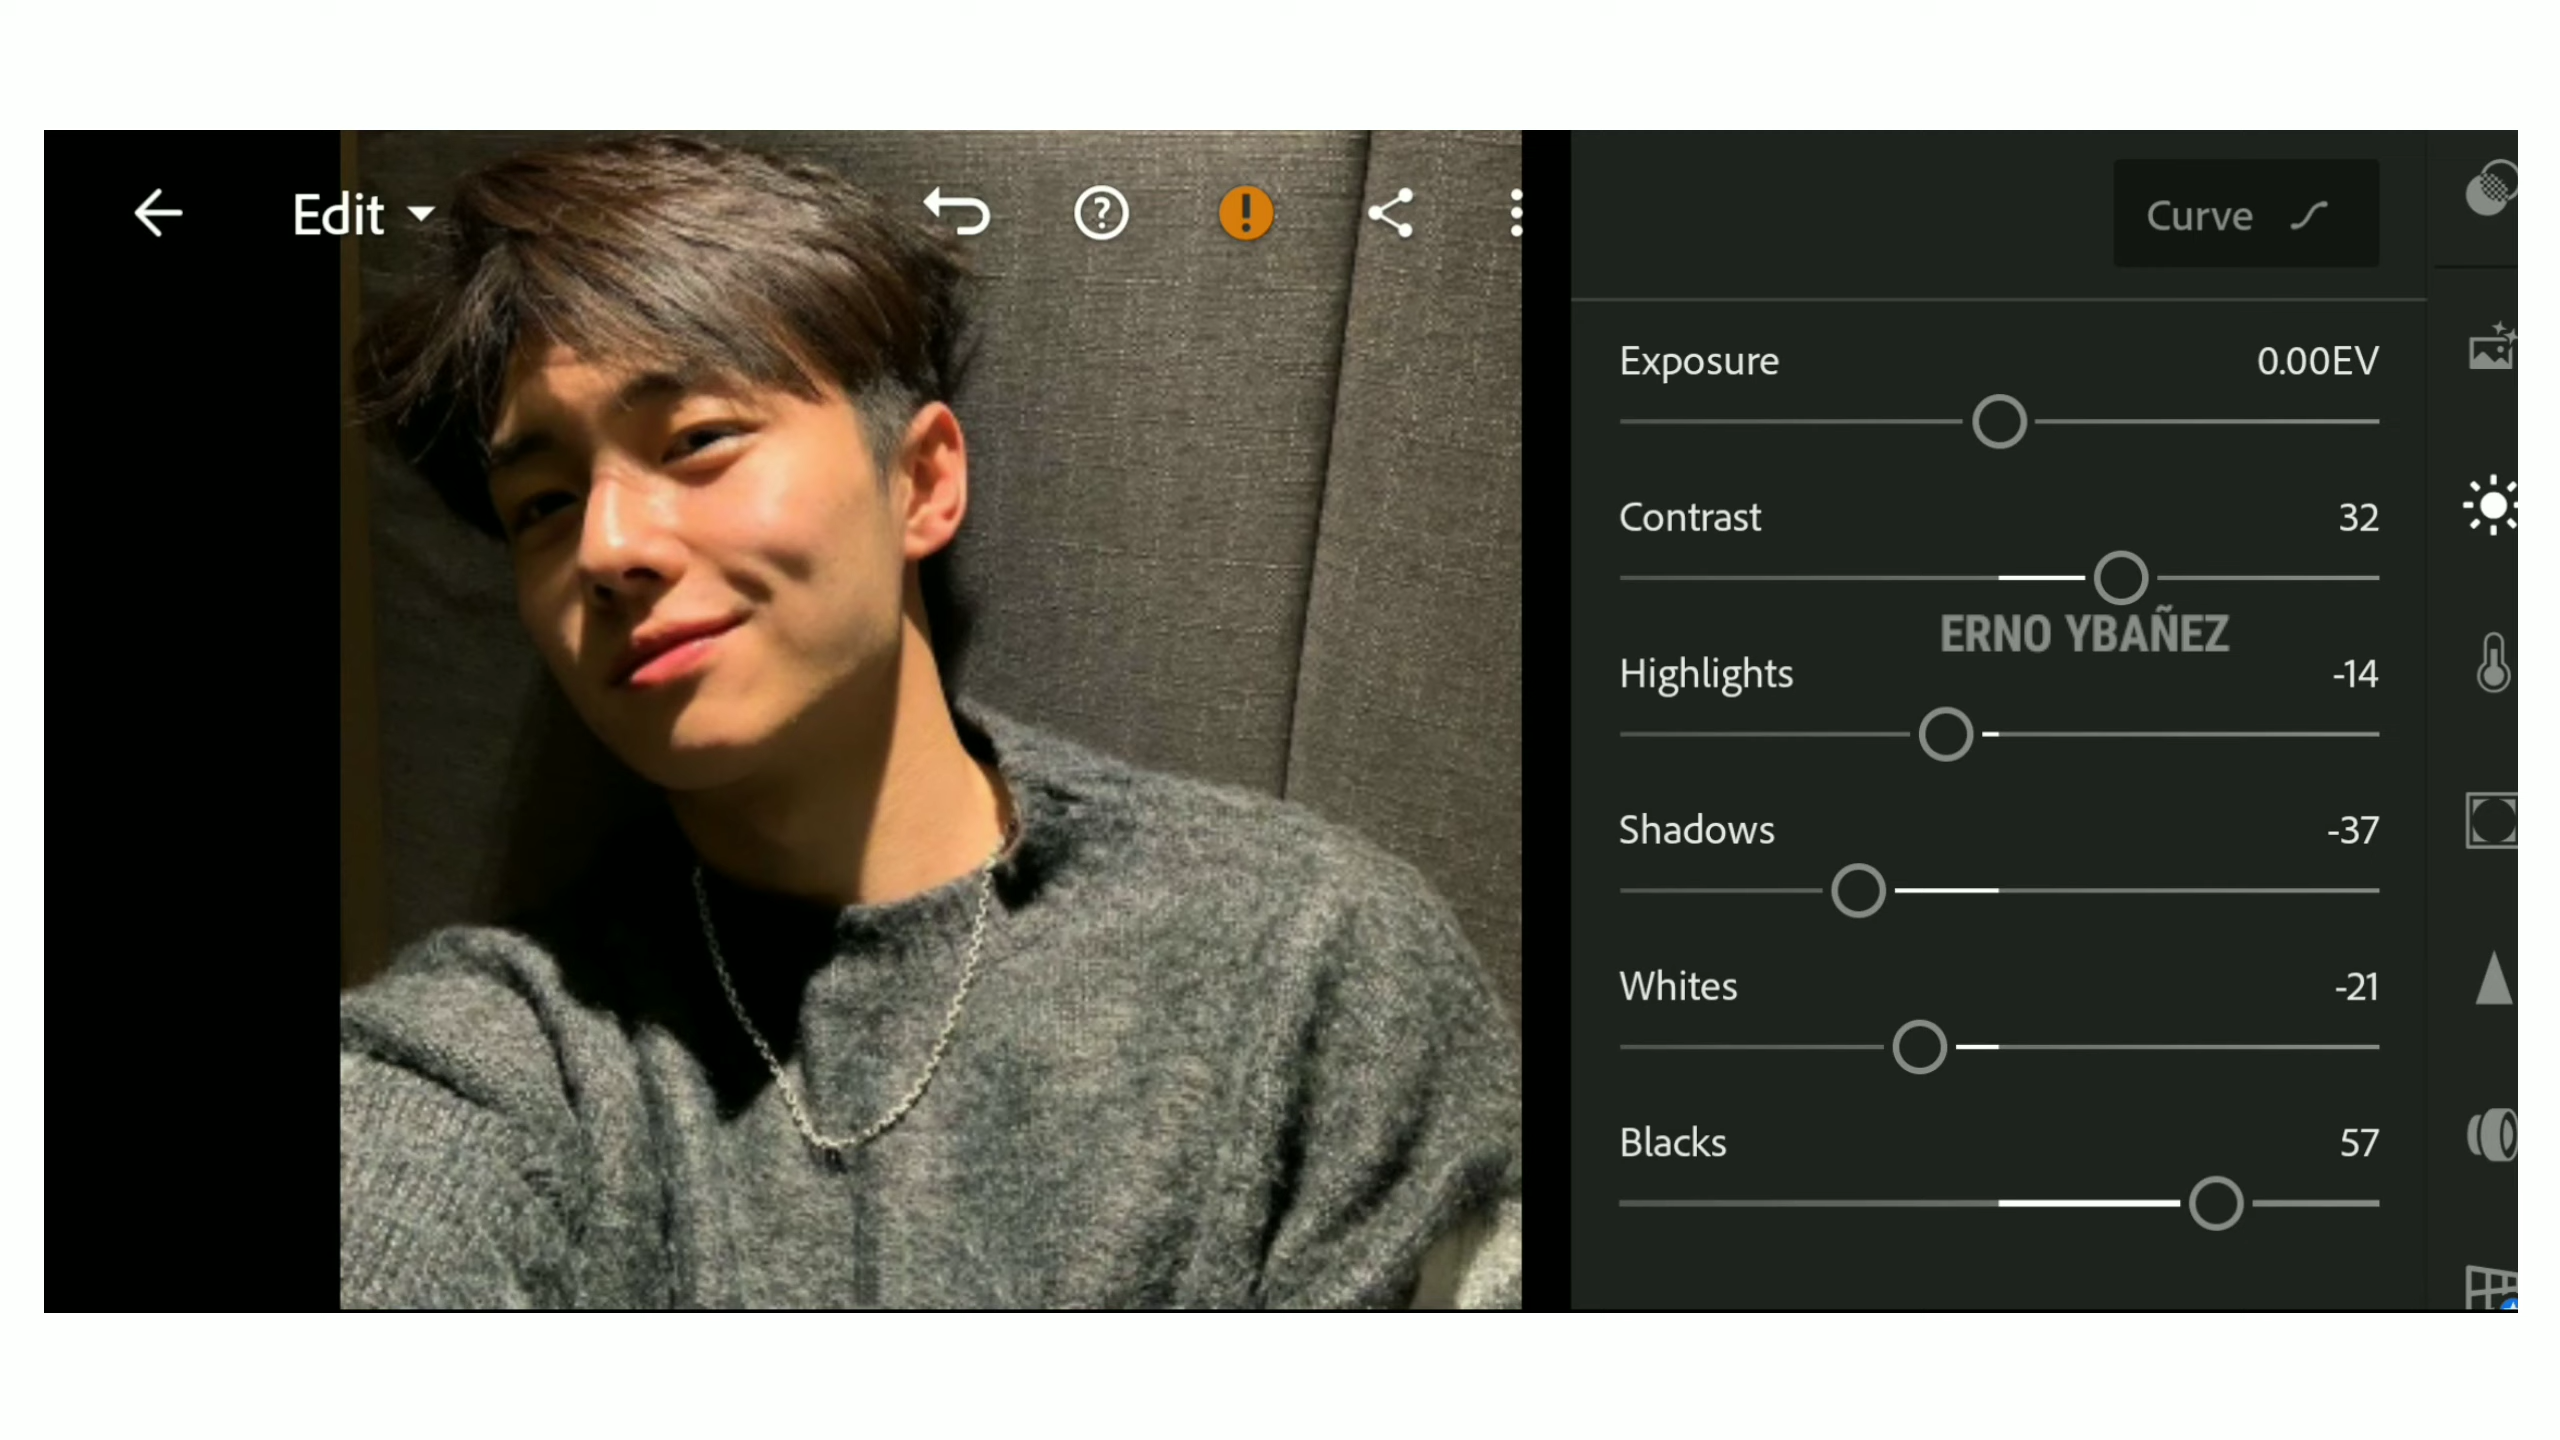 Edit
Curve
Exposure 0.00EV
Contrast 32
ERNO YBAÑEZ
Highlights -14
Shadows -37
Whites -21
Blacks 57